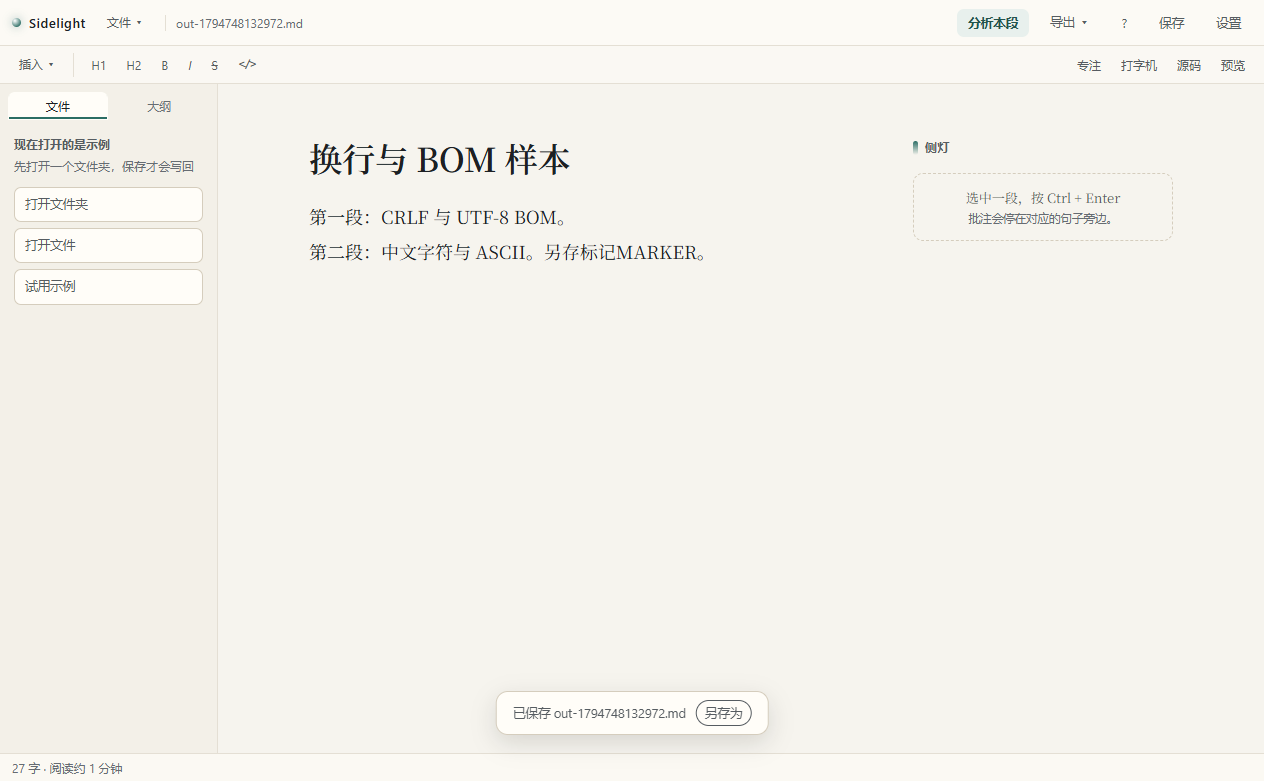 Sidelight 文件 out-1794748132972.md 分析本段 导出 ? 保存 设置
插入 H1 H2 B I S </> 专注 打字机 源码 预览
文件 大纲
现在打开的是示例
先打开一个文件夹，保存才会写回
打开文件夹
打开文件
试用示例
换行与 BOM 样本
第一段：CRLF 与 UTF-8 BOM。
第二段：中文字符与 ASCII。另存标记MARKER。
侧灯
选中一段，按 Ctrl + Enter
批注会停在对应的句子旁边。
已保存 out-1794748132972.md 另存为
27 字 · 阅读约 1 分钟